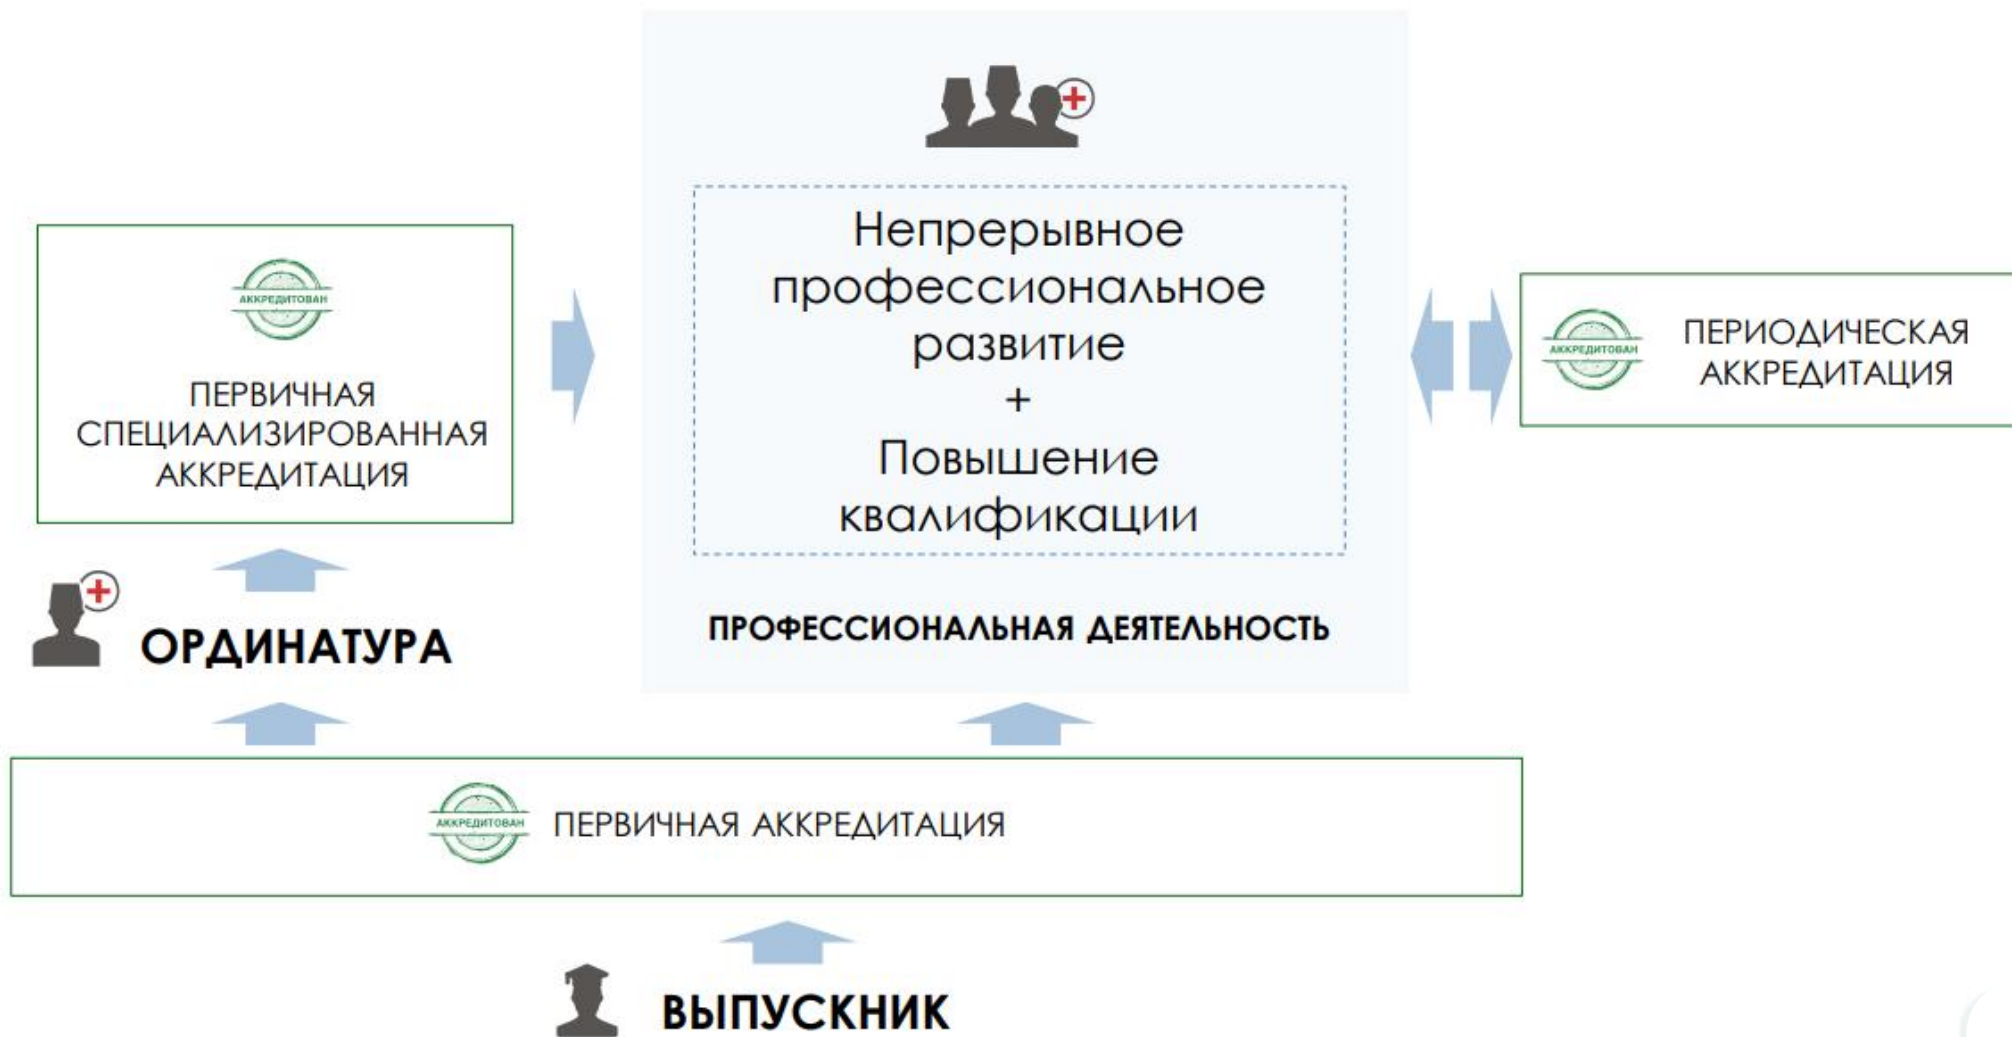 Непрерывное
профессиональное
развитие
+
Повышение
квалификации
ПРОФЕССИОНАЛЬНАЯ ДЕЯТЕЛЬНОСТЬ
АККРЕДИТОВАН
ПЕРВИЧНАЯ
СПЕЦИАЛИЗИРОВАННАЯ
АККРЕДИТАЦИЯ
АККРЕДИТОВАН
ПЕРИОДИЧЕСКАЯ
АККРЕДИТАЦИЯ
ОРДИНАТУРА
АККРЕДИТОВАН
ПЕРВИЧНАЯ АККРЕДИТАЦИЯ
ВЫПУСКНИК